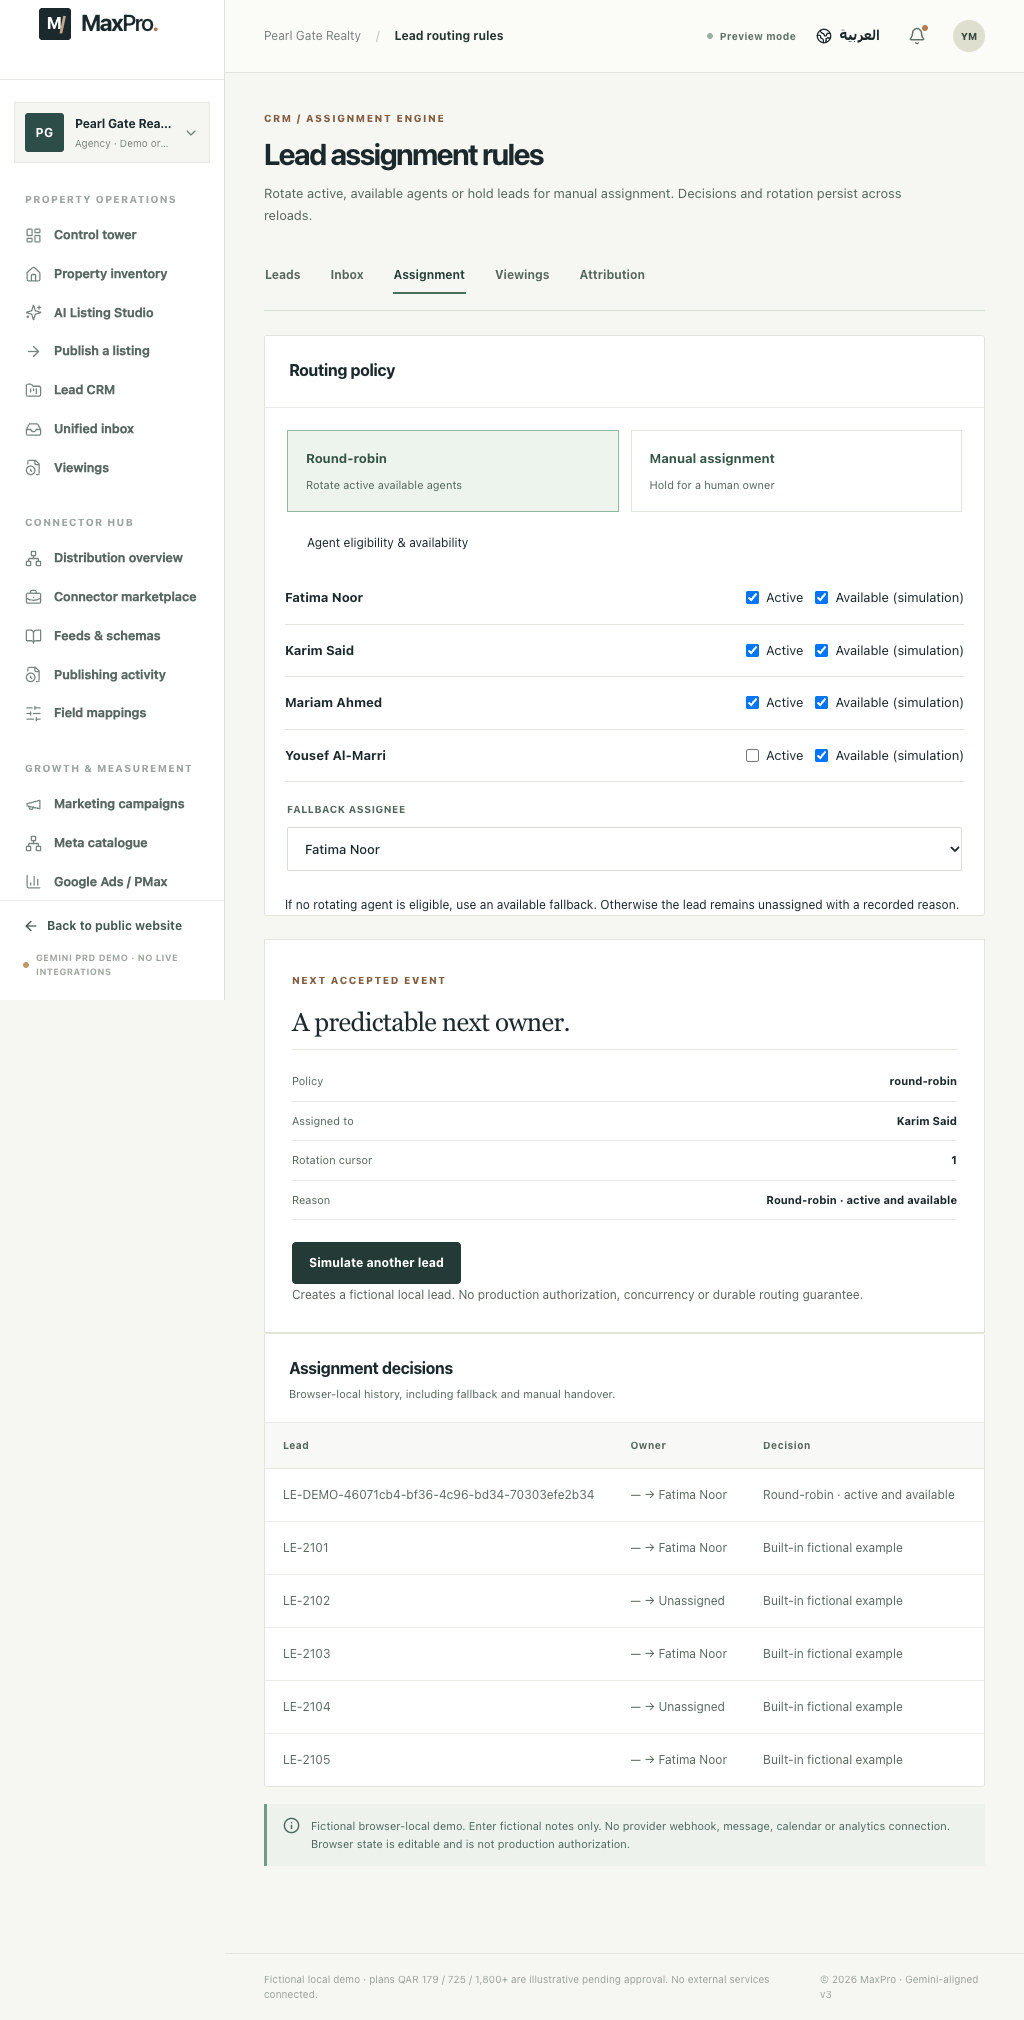 M/ MaxPro.
Pearl Gate Realty / Lead routing rules
Preview mode
العربية
YM
PG
Pearl Gate Rea...
Agency · Demo or...
PROPERTY OPERATIONS
Control tower
Property inventory
AI Listing Studio
Publish a listing
Lead CRM
Unified inbox
Viewings
CONNECTOR HUB
Distribution overview
Connector marketplace
Feeds & schemas
Publishing activity
Field mappings
GROWTH & MEASUREMENT
Marketing campaigns
Meta catalogue
Google Ads / PMax
Back to public website
GEMINI PRD DEMO · NO LIVE
INTEGRATIONS
CRM / ASSIGNMENT ENGINE
Lead assignment rules
Rotate active, available agents or hold leads for manual assignment. Decisions and rotation persist across
reloads.
Leads Inbox Assignment Viewings Attribution
Routing policy
Round-robin
Rotate active available agents
Manual assignment
Hold for a human owner
Agent eligibility & availability
Fatima Noor Active Available (simulation)
Karim Said Active Available (simulation)
Mariam Ahmed Active Available (simulation)
Yousef Al-Marri Active Available (simulation)
FALLBACK ASSIGNEE
Fatima Noor
If no rotating agent is eligible, use an available fallback. Otherwise the lead remains unassigned with a recorded reason.
NEXT ACCEPTED EVENT
A predictable next owner.
Policy round-robin
Assigned to Karim Said
Rotation cursor 1
Reason Round-robin · active and available
Simulate another lead
Creates a fictional local lead. No production authorization, concurrency or durable routing guarantee.
Assignment decisions
Browser-local history, including fallback and manual handover.
Lead Owner Decision
LE-DEMO-46071cb4-bf36-4c96-bd34-70303efe2b34 — → Fatima Noor Round-robin · active and available
LE-2101 — → Fatima Noor Built-in fictional example
LE-2102 — → Unassigned Built-in fictional example
LE-2103 — → Fatima Noor Built-in fictional example
LE-2104 — → Unassigned Built-in fictional example
LE-2105 — → Fatima Noor Built-in fictional example
Fictional browser-local demo. Enter fictional notes only. No provider webhook, message, calendar or analytics connection.
Browser state is editable and is not production authorization.
Fictional local demo · plans QAR 179 / 725 / 1,800+ are illustrative pending approval. No external services
connected.
© 2026 MaxPro · Gemini-aligned
v3